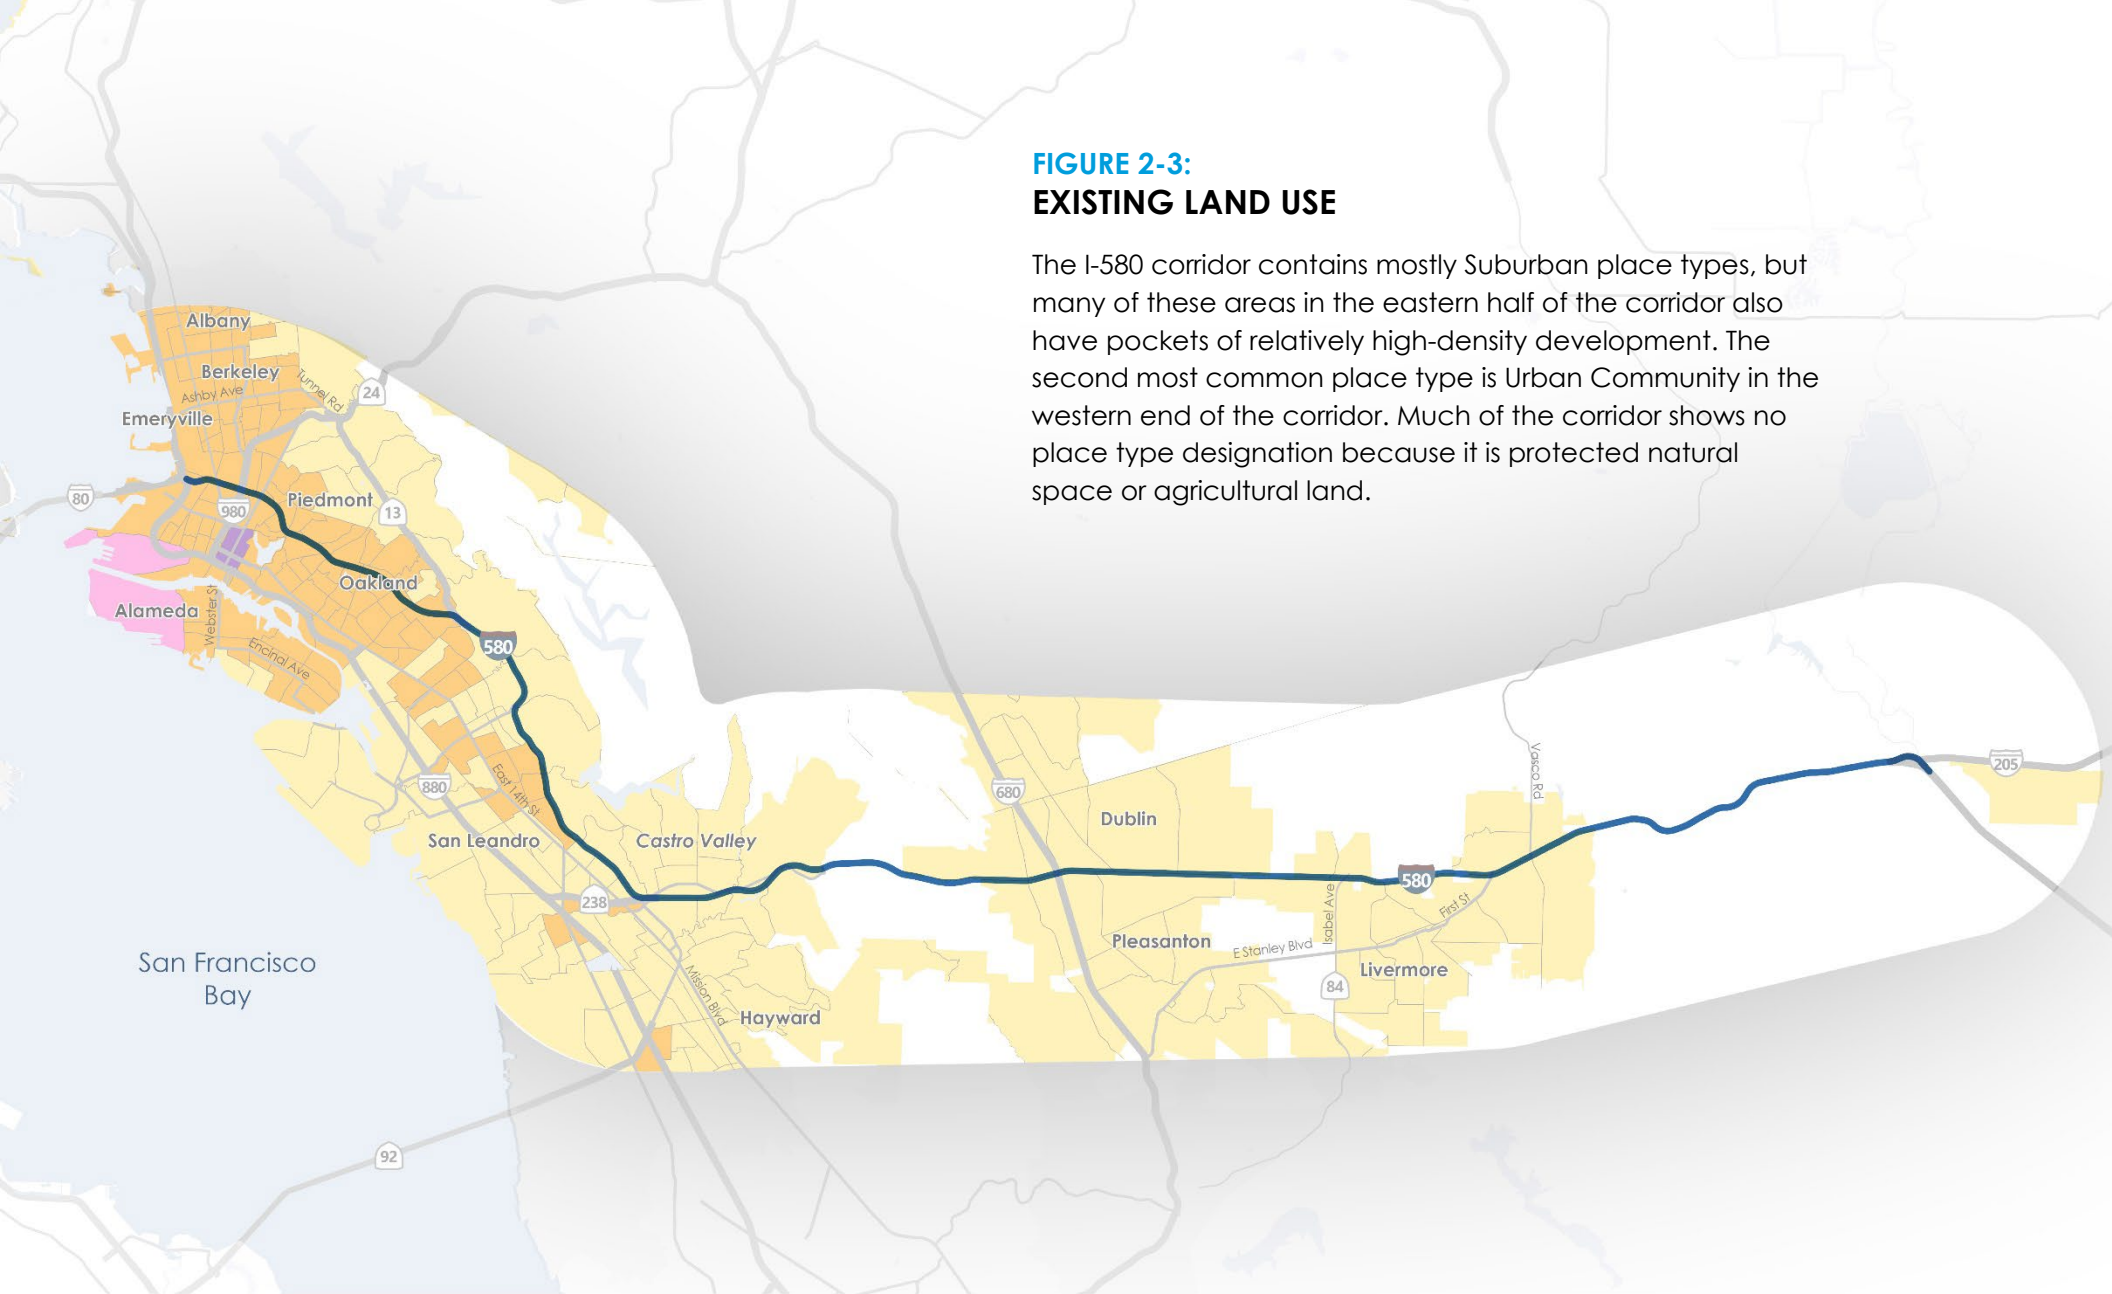 FIGURE 2-3:
EXISTING LAND USE
The I-580 corridor contains mostly Suburban place types, but
many of these areas in the eastern half of the corridor also
have pockets of relatively high-density development. The
second most common place type is Urban Community in the
western end of the corridor. Much of the corridor shows no
place type designation because it is protected natural
space or agricultural land.
Albany
Berkeley
Tunnel Rd
24
Ashby Ave
Emeryville
80
980
Piedmont
13
Oakland
Alameda
Webster St
Encinal Ave
580
880
East 14th St
San Leandro
Castro Valley
238
Mission Blvd
Hayward
San Francisco
Bay
92
680
Dublin
Pleasanton
E Stanley Blvd
Isabel Ave
84
Livermore
First St
580
Vasco Rd
205